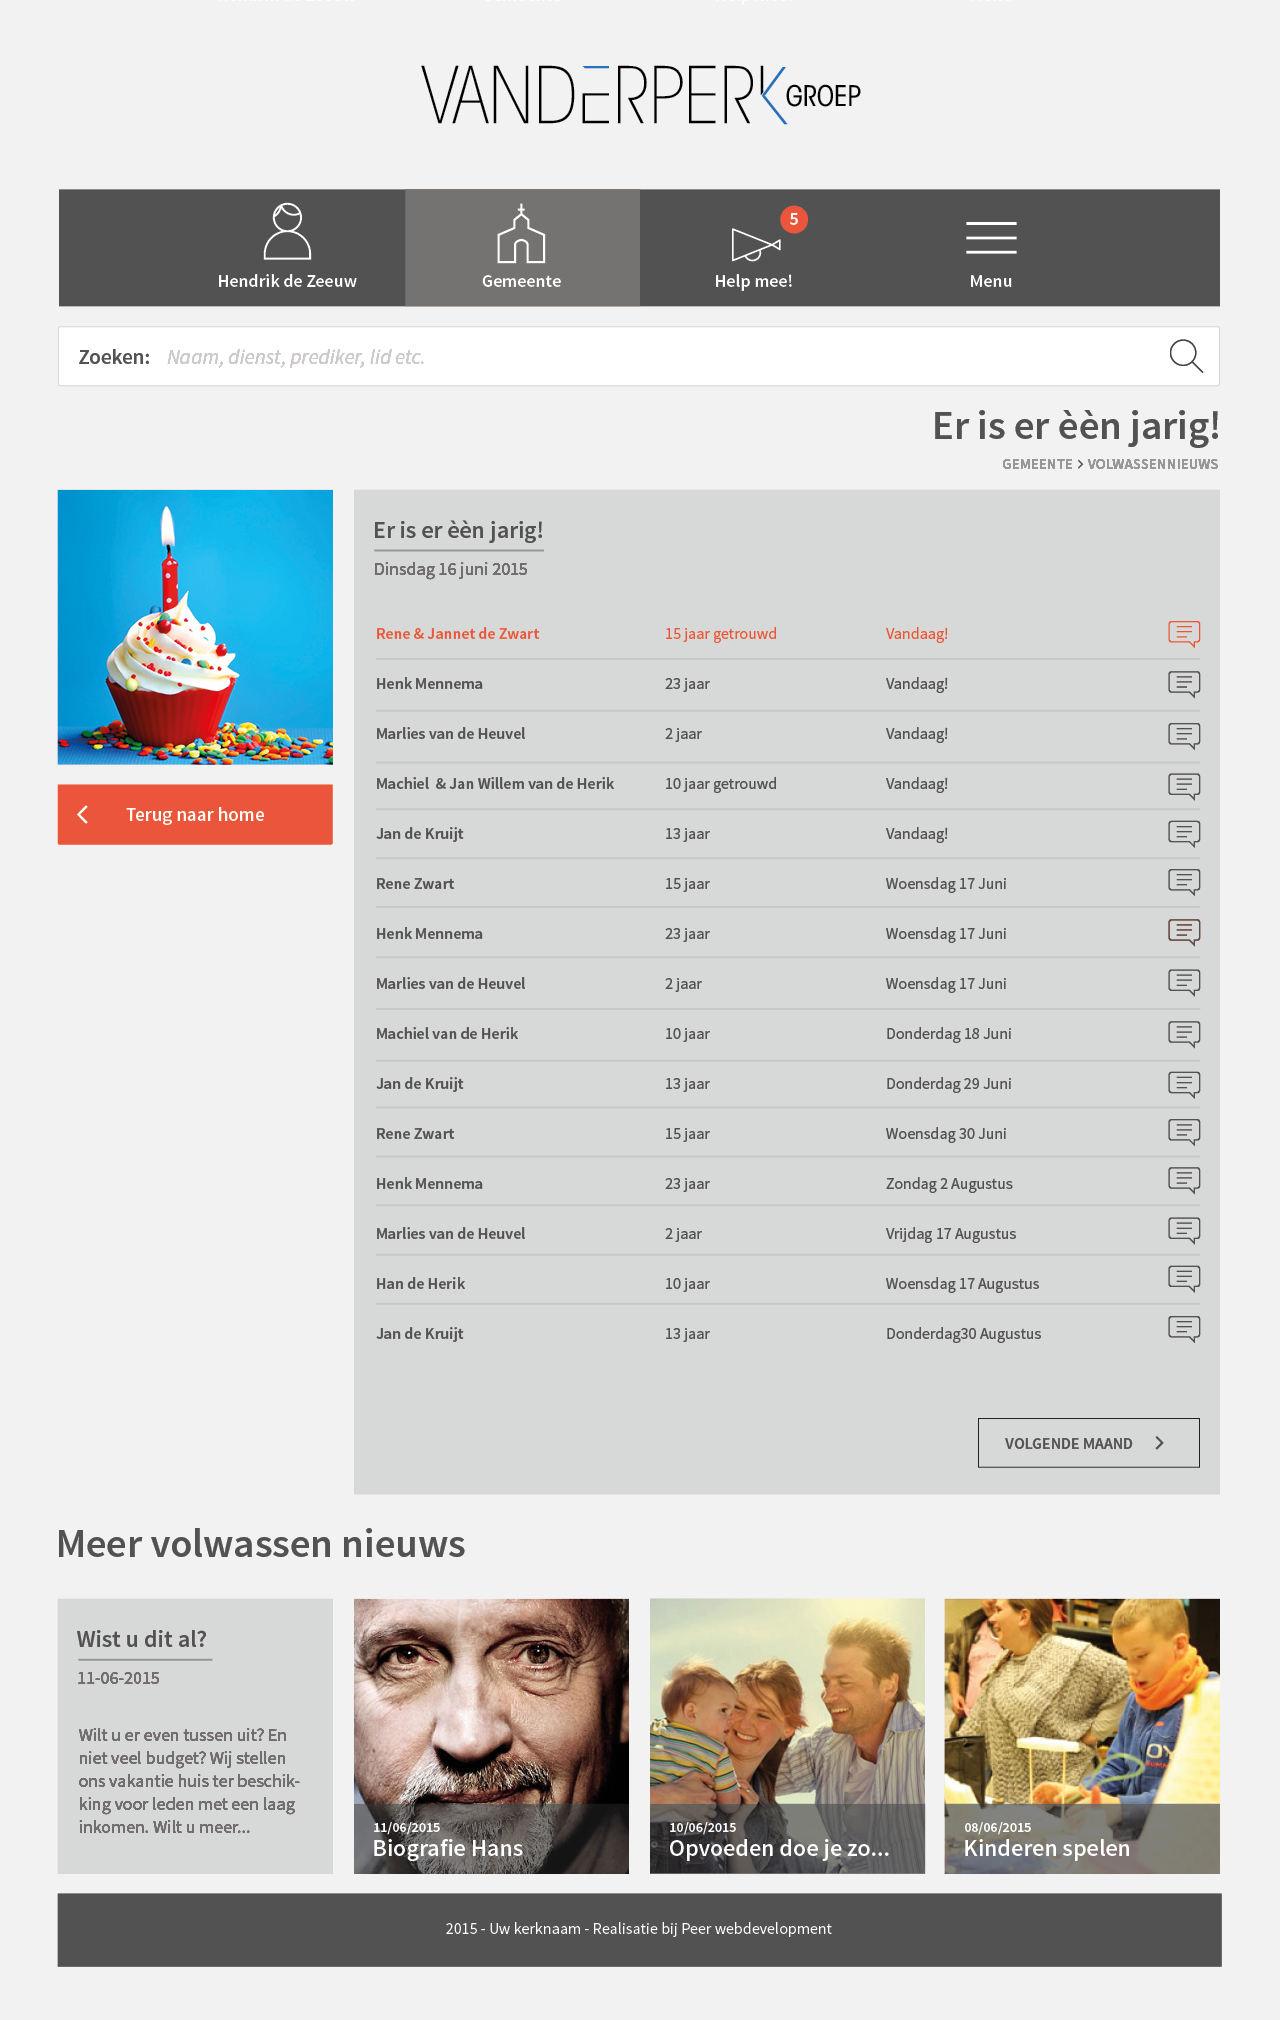 VANDERPERK GROEP
5
Hendrik de Zeeuw
Gemeente
Help mee!
Menu
Zoeken: Naam, dienst, prediker, lid etc.
Er is er èèn jarig!
GEMEENTE > VOLWASSENNIEUWS
Er is er èèn jarig!
Dinsdag 16 juni 2015
Rene & Jannet de Zwart 15 jaar getrouwd Vandaag!
Henk Mennema 23 jaar Vandaag!
Marlies van de Heuvel 2 jaar Vandaag!
Machiel & Jan Willem van de Herik 10 jaar getrouwd Vandaag!
Jan de Kruijt 13 jaar Vandaag!
Rene Zwart 15 jaar Woensdag 17 Juni
Henk Mennema 23 jaar Woensdag 17 Juni
Marlies van de Heuvel 2 jaar Woensdag 17 Juni
Machiel van de Herik 10 jaar Donderdag 18 Juni
Jan de Kruijt 13 jaar Donderdag 29 Juni
Rene Zwart 15 jaar Woensdag 30 Juni
Henk Mennema 23 jaar Zondag 2 Augustus
Marlies van de Heuvel 2 jaar Vrijdag 17 Augustus
Han de Herik 10 jaar Woensdag 17 Augustus
Jan de Kruijt 13 jaar Donderdag30 Augustus
Terug naar home
VOLGENDE MAAND
Meer volwassen nieuws
Wist u dit al?
11-06-2015
Wilt u er even tussen uit? En
niet veel budget? Wij stellen
ons vakantie huis ter beschik-
king voor leden met een laag
inkomen. Wilt u meer...
11/06/2015
Biografie Hans
10/06/2015
Opvoeden doe je zo...
08/06/2015
Kinderen spelen
2015 - Uw kerknaam - Realisatie bij Peer webdevelopment